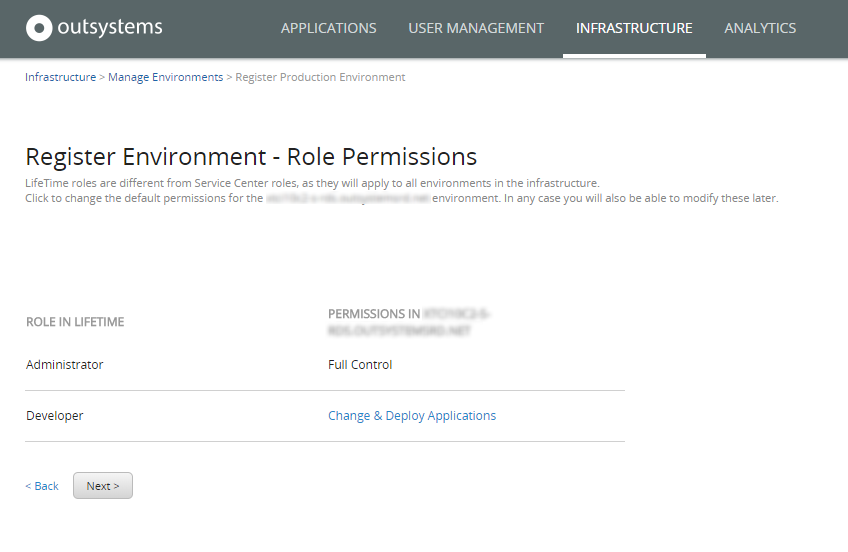 outsystems
APPLICATIONS USER MANAGEMENT INFRASTRUCTURE ANALYTICS
Infrastructure > Manage Environments > Register Production Environment
Register Environment - Role Permissions
LifeTime roles are different from Service Center roles, as they will apply to all environments in the infrastructure.
Click to change the default permissions for the environment. In any case you will also be able to modify these later.
ROLE IN LIFETIME PERMISSIONS IN
Administrator Full Control
Developer Change & Deploy Applications
< Back Next >